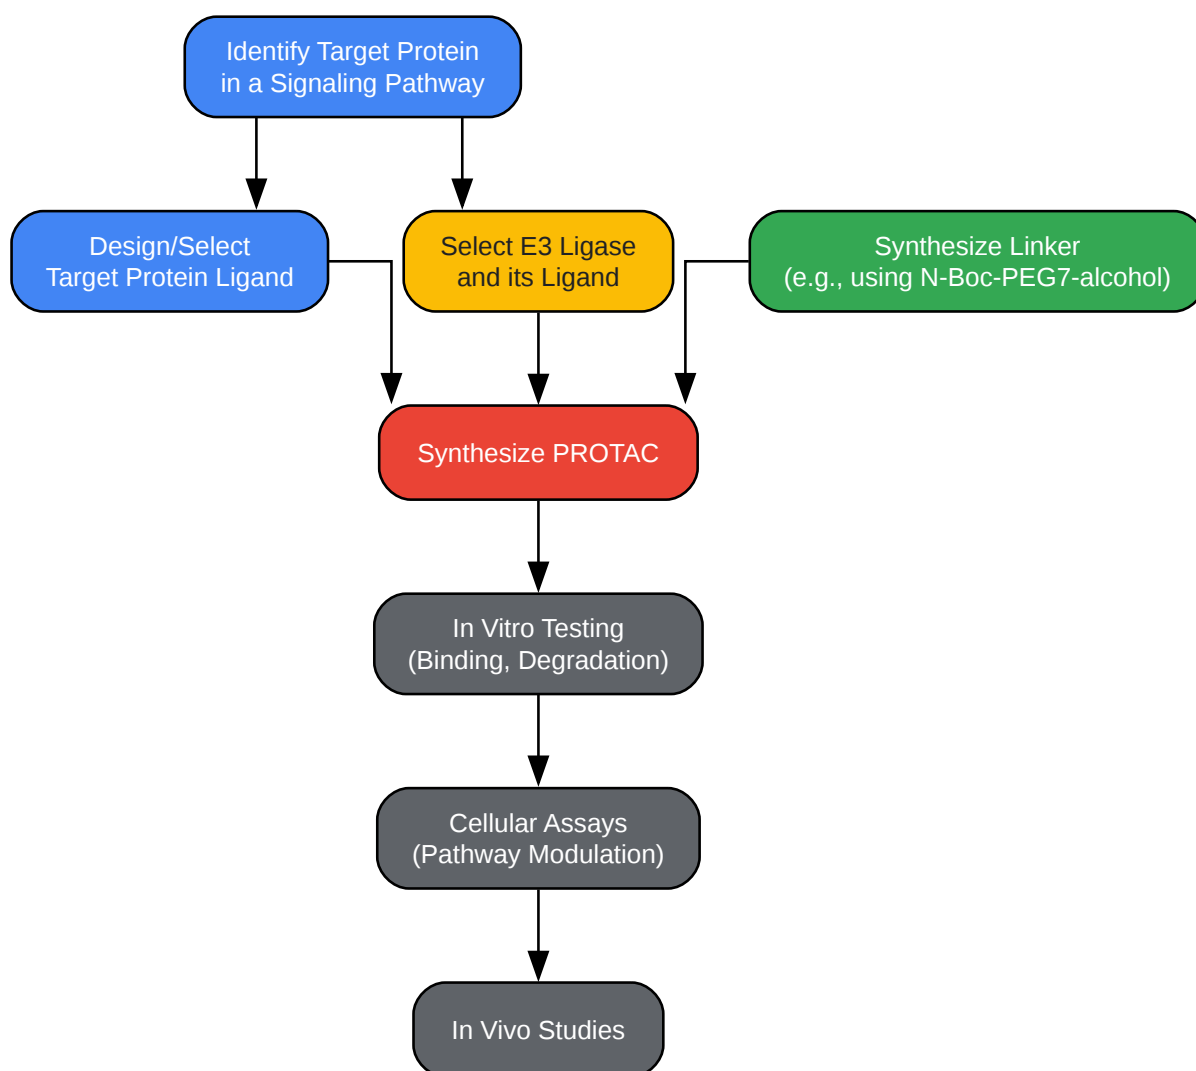 Identify Target Protein
in a Signaling Pathway
Design/Select
Target Protein Ligand
Select E3 Ligase
and its Ligand
Synthesize Linker
(e.g., using N-Boc-PEG7-alcohol)
Synthesize PROTAC
In Vitro Testing
(Binding, Degradation)
Cellular Assays
(Pathway Modulation)
In Vivo Studies